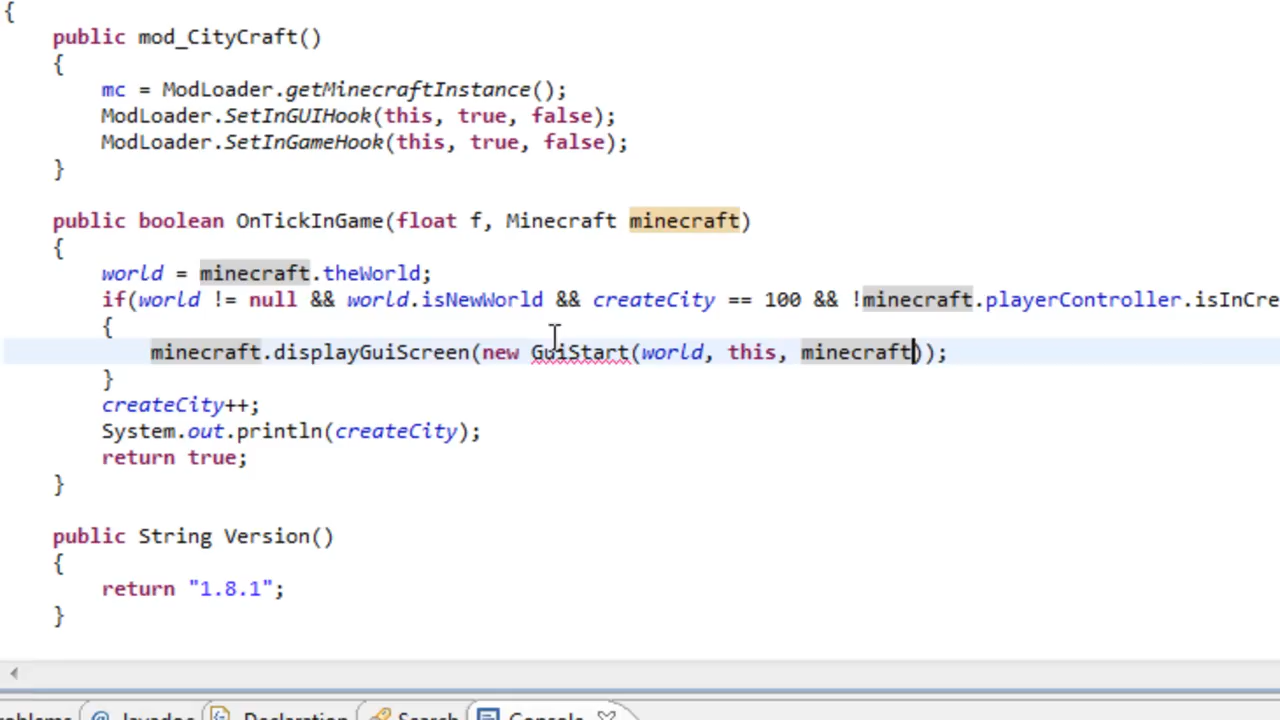 {
public mod_CityCraft()
{
mc = ModLoader.getMinecraftInstance();
ModLoader.SetInGUIHook(this, true, false);
ModLoader.SetInGameHook(this, true, false);
}
public boolean OnTickInGame(float f, Minecraft minecraft)
{
world = minecraft.theWorld;
if(world != null && world.isNewWorld && createCity == 100 && !minecraft.playerController.isInCre
{
minecraft.displayGuiScreen(new GuiStart(world, this, minecraft));
}
createCity++;
System.out.println(createCity);
return true;
}
public String Version()
{
return "1.8.1";
}
Javadoc Declaration Search Console